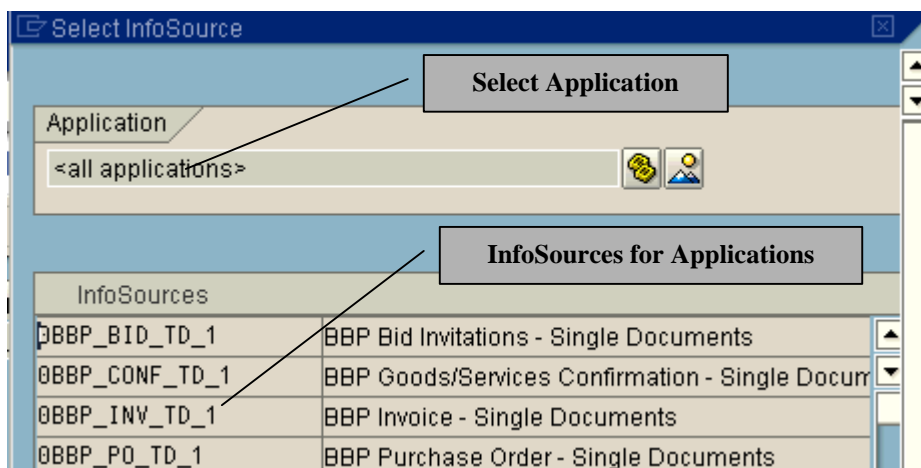 Select InfoSource
Select Application
Application
<all applications>
InfoSources for Applications
InfoSources
0BBP_BID_TD_1 BBP Bid Invitations - Single Documents
0BBP_CONF_TD_1 BBP Goods/Services Confirmation - Single Docum
0BBP_INV_TD_1 BBP Invoice - Single Documents
0BBP_PO_TD_1 BBP Purchase Order - Single Documents